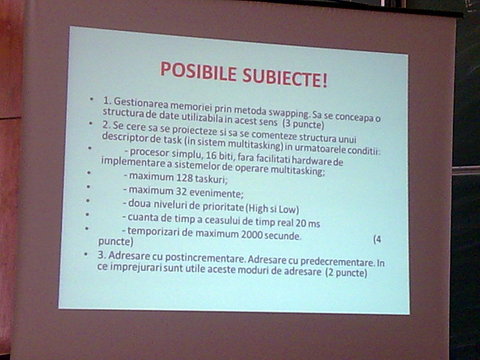 POSIBILE SUBIECTE!
• 1. Gestionarea memoriei prin metoda swapping. Sa se conceapa o
structura de date utilizabila in acest sens (3 puncte)
• 2. Se cere sa se proiecteze si sa se comenteze structura unui
descriptor de task (in sistem multitasking) in urmatoarele conditii:
• - procesor simplu, 16 biti, fara facilitati hardware de
implementare a sistemelor de operare multitasking;
• - maximum 128 taskuri;
• - maximum 32 evenimente;
• - doua niveluri de prioritate (High si Low)
• - cuanta de timp a ceasului de timp real 20 ms
• - temporizari de maximum 2000 secunde. (4
puncte)
• 3. Adresare cu postincrementare. Adresare cu predecrementare. In
ce imprejurari sunt utile aceste moduri de adresare (2 puncte)